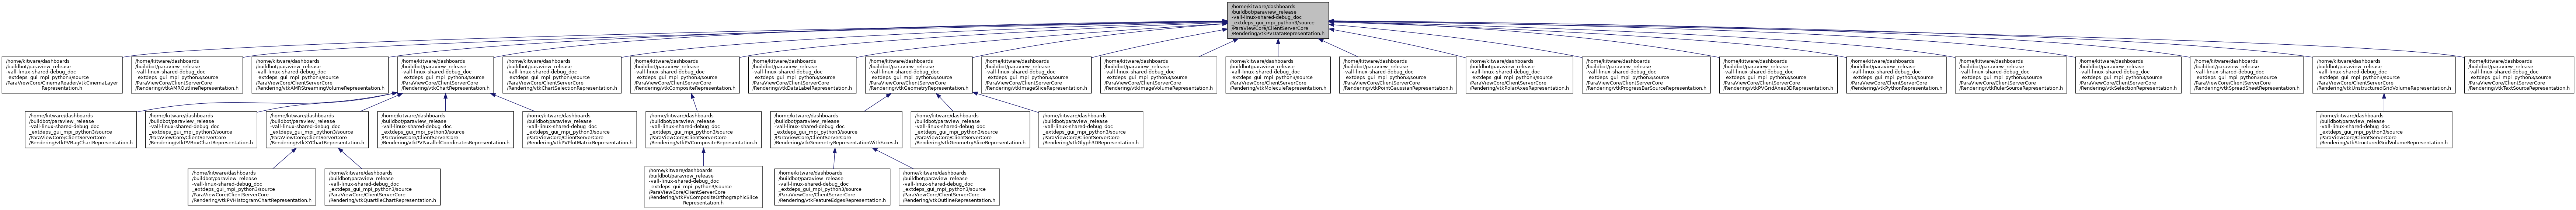 /home/kitware/dashboards
/buildbot/paraview_release
-vall-linux-shared-debug_doc
_extdeps_gui_mpi_python3/source
/ParaViewCore/ClientServerCore
/Rendering/vtkPVDataRepresentation.h
/home/kitware/dashboards
/buildbot/paraview_release
-vall-linux-shared-debug_doc
_extdeps_gui_mpi_python3/source
/ParaViewCore/CinemaReader/vtkCinemaLayer
Representation.h
/home/kitware/dashboards
/buildbot/paraview_release
-vall-linux-shared-debug_doc
_extdeps_gui_mpi_python3/source
/ParaViewCore/ClientServerCore
/Rendering/vtkAMROutlineRepresentation.h
/home/kitware/dashboards
/buildbot/paraview_release
-vall-linux-shared-debug_doc
_extdeps_gui_mpi_python3/source
/ParaViewCore/ClientServerCore
/Rendering/vtkAMRStreamingVolumeRepresentation.h
/home/kitware/dashboards
/buildbot/paraview_release
-vall-linux-shared-debug_doc
_extdeps_gui_mpi_python3/source
/ParaViewCore/ClientServerCore
/Rendering/vtkChartRepresentation.h
/home/kitware/dashboards
/buildbot/paraview_release
-vall-linux-shared-debug_doc
_extdeps_gui_mpi_python3/source
/ParaViewCore/ClientServerCore
/Rendering/vtkChartSelectionRepresentation.h
/home/kitware/dashboards
/buildbot/paraview_release
-vall-linux-shared-debug_doc
_extdeps_gui_mpi_python3/source
/ParaViewCore/ClientServerCore
/Rendering/vtkCompositeRepresentation.h
/home/kitware/dashboards
/buildbot/paraview_release
-vall-linux-shared-debug_doc
_extdeps_gui_mpi_python3/source
/ParaViewCore/ClientServerCore
/Rendering/vtkDataLabelRepresentation.h
/home/kitware/dashboards
/buildbot/paraview_release
-vall-linux-shared-debug_doc
_extdeps_gui_mpi_python3/source
/ParaViewCore/ClientServerCore
/Rendering/vtkGeometryRepresentation.h
/home/kitware/dashboards
/buildbot/paraview_release
-vall-linux-shared-debug_doc
_extdeps_gui_mpi_python3/source
/ParaViewCore/ClientServerCore
/Rendering/vtkImageSliceRepresentation.h
/home/kitware/dashboards
/buildbot/paraview_release
-vall-linux-shared-debug_doc
_extdeps_gui_mpi_python3/source
/ParaViewCore/ClientServerCore
/Rendering/vtkImageVolumeRepresentation.h
/home/kitware/dashboards
/buildbot/paraview_release
-vall-linux-shared-debug_doc
_extdeps_gui_mpi_python3/source
/ParaViewCore/ClientServerCore
/Rendering/vtkMoleculeRepresentation.h
/home/kitware/dashboards
/buildbot/paraview_release
-vall-linux-shared-debug_doc
_extdeps_gui_mpi_python3/source
/ParaViewCore/ClientServerCore
/Rendering/vtkPointGaussianRepresentation.h
/home/kitware/dashboards
/buildbot/paraview_release
-vall-linux-shared-debug_doc
_extdeps_gui_mpi_python3/source
/ParaViewCore/ClientServerCore
/Rendering/vtkPolarAxesRepresentation.h
/home/kitware/dashboards
/buildbot/paraview_release
-vall-linux-shared-debug_doc
_extdeps_gui_mpi_python3/source
/ParaViewCore/ClientServerCore
/Rendering/vtkProgressBarSourceRepresentation.h
/home/kitware/dashboards
/buildbot/paraview_release
-vall-linux-shared-debug_doc
_extdeps_gui_mpi_python3/source
/ParaViewCore/ClientServerCore
/Rendering/vtkPVGridAxes3DRepresentation.h
/home/kitware/dashboards
/buildbot/paraview_release
-vall-linux-shared-debug_doc
_extdeps_gui_mpi_python3/source
/ParaViewCore/ClientServerCore
/Rendering/vtkPythonRepresentation.h
/home/kitware/dashboards
/buildbot/paraview_release
-vall-linux-shared-debug_doc
_extdeps_gui_mpi_python3/source
/ParaViewCore/ClientServerCore
/Rendering/vtkRulerSourceRepresentation.h
/home/kitware/dashboards
/buildbot/paraview_release
-vall-linux-shared-debug_doc
_extdeps_gui_mpi_python3/source
/ParaViewCore/ClientServerCore
/Rendering/vtkSelectionRepresentation.h
/home/kitware/dashboards
/buildbot/paraview_release
-vall-linux-shared-debug_doc
_extdeps_gui_mpi_python3/source
/ParaViewCore/ClientServerCore
/Rendering/vtkSpreadSheetRepresentation.h
/home/kitware/dashboards
/buildbot/paraview_release
-vall-linux-shared-debug_doc
_extdeps_gui_mpi_python3/source
/ParaViewCore/ClientServerCore
/Rendering/vtkUnstructuredGridVolumeRepresentation.h
/home/kitware/dashboards
/buildbot/paraview_release
-vall-linux-shared-debug_doc
_extdeps_gui_mpi_python3/source
/ParaViewCore/ClientServerCore
/Rendering/vtkTextSourceRepresentation.h
/home/kitware/dashboards
/buildbot/paraview_release
-vall-linux-shared-debug_doc
_extdeps_gui_mpi_python3/source
/ParaViewCore/ClientServerCore
/Rendering/vtkPVBagChartRepresentation.h
/home/kitware/dashboards
/buildbot/paraview_release
-vall-linux-shared-debug_doc
_extdeps_gui_mpi_python3/source
/ParaViewCore/ClientServerCore
/Rendering/vtkPVBoxChartRepresentation.h
/home/kitware/dashboards
/buildbot/paraview_release
-vall-linux-shared-debug_doc
_extdeps_gui_mpi_python3/source
/ParaViewCore/ClientServerCore
/Rendering/vtkXYChartRepresentation.h
/home/kitware/dashboards
/buildbot/paraview_release
-vall-linux-shared-debug_doc
_extdeps_gui_mpi_python3/source
/ParaViewCore/ClientServerCore
/Rendering/vtkPVParallelCoordinatesRepresentation.h
/home/kitware/dashboards
/buildbot/paraview_release
-vall-linux-shared-debug_doc
_extdeps_gui_mpi_python3/source
/ParaViewCore/ClientServerCore
/Rendering/vtkPVPlotMatrixRepresentation.h
/home/kitware/dashboards
/buildbot/paraview_release
-vall-linux-shared-debug_doc
_extdeps_gui_mpi_python3/source
/ParaViewCore/ClientServerCore
/Rendering/vtkPVCompositeRepresentation.h
/home/kitware/dashboards
/buildbot/paraview_release
-vall-linux-shared-debug_doc
_extdeps_gui_mpi_python3/source
/ParaViewCore/ClientServerCore
/Rendering/vtkGeometryRepresentationWithFaces.h
/home/kitware/dashboards
/buildbot/paraview_release
-vall-linux-shared-debug_doc
_extdeps_gui_mpi_python3/source
/ParaViewCore/ClientServerCore
/Rendering/vtkGeometrySliceRepresentation.h
/home/kitware/dashboards
/buildbot/paraview_release
-vall-linux-shared-debug_doc
_extdeps_gui_mpi_python3/source
/ParaViewCore/ClientServerCore
/Rendering/vtkGlyph3DRepresentation.h
/home/kitware/dashboards
/buildbot/paraview_release
-vall-linux-shared-debug_doc
_extdeps_gui_mpi_python3/source
/ParaViewCore/ClientServerCore
/Rendering/vtkStructuredGridVolumeRepresentation.h
/home/kitware/dashboards
/buildbot/paraview_release
-vall-linux-shared-debug_doc
_extdeps_gui_mpi_python3/source
/ParaViewCore/ClientServerCore
/Rendering/vtkPVHistogramChartRepresentation.h
/home/kitware/dashboards
/buildbot/paraview_release
-vall-linux-shared-debug_doc
_extdeps_gui_mpi_python3/source
/ParaViewCore/ClientServerCore
/Rendering/vtkQuartileChartRepresentation.h
/home/kitware/dashboards
/buildbot/paraview_release
-vall-linux-shared-debug_doc
_extdeps_gui_mpi_python3/source
/ParaViewCore/ClientServerCore
/Rendering/vtkPVCompositeOrthographicSlice
Representation.h
/home/kitware/dashboards
/buildbot/paraview_release
-vall-linux-shared-debug_doc
_extdeps_gui_mpi_python3/source
/ParaViewCore/ClientServerCore
/Rendering/vtkFeatureEdgesRepresentation.h
/home/kitware/dashboards
/buildbot/paraview_release
-vall-linux-shared-debug_doc
_extdeps_gui_mpi_python3/source
/ParaViewCore/ClientServerCore
/Rendering/vtkOutlineRepresentation.h